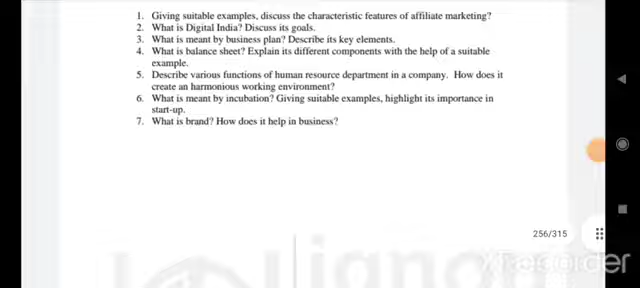 1. Giving suitable examples, discuss the characteristic features of affiliate marketing?
2. What is Digital India? Discuss its goals.
3. What is meant by business plan? Describe its key elements.
4. What is balance sheet? Explain its different components with the help of a suitable
example.
5. Describe various functions of human resource department in a company. How does it
create an harmonious working environment?
6. What is meant by incubation? Giving suitable examples, highlight its importance in
start-up.
7. What is brand? How does it help in business?
256/315